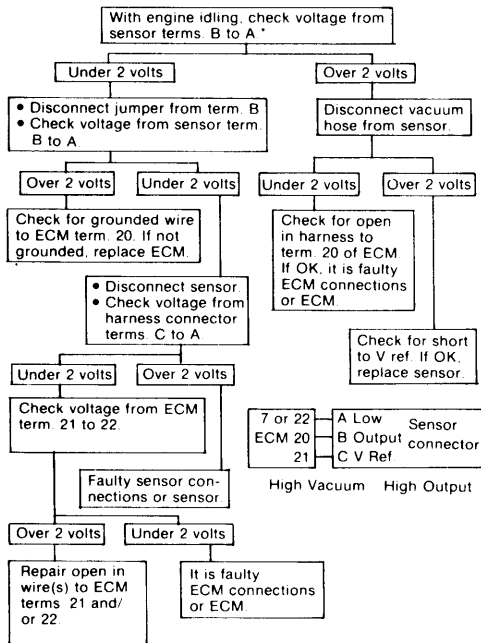 With engine idling, check voltage from
sensor terms. B to A *
Under 2 volts
Over 2 volts
• Disconnect jumper from term. B
• Check voltage from sensor term.
B to A.
Disconnect vacuum
hose from sensor.
Over 2 volts
Under 2 volts
Under 2 volts
Over 2 volts
Check for grounded wire
to ECM term. 20. If not
grounded, replace ECM.
Check for open
in harness to
term. 20 of ECM.
If OK, it is faulty
ECM connections
or ECM.
• Disconnect sensor.
• Check voltage from
harness connector
terms. C to A.
Check for short
to V ref. If OK,
replace sensor.
Under 2 volts
Over 2 volts
Check voltage from ECM
term. 21 to 22.
Faulty sensor con-
nections or sensor.
7 or 22 A Low Sensor
ECM 20 B Output connector
21 C V Ref.
High Vacuum High Output
Over 2 volts
Under 2 volts
Repair open in
wire(s) to ECM
terms 21 and/
or 22.
It is faulty
ECM connections
or ECM.